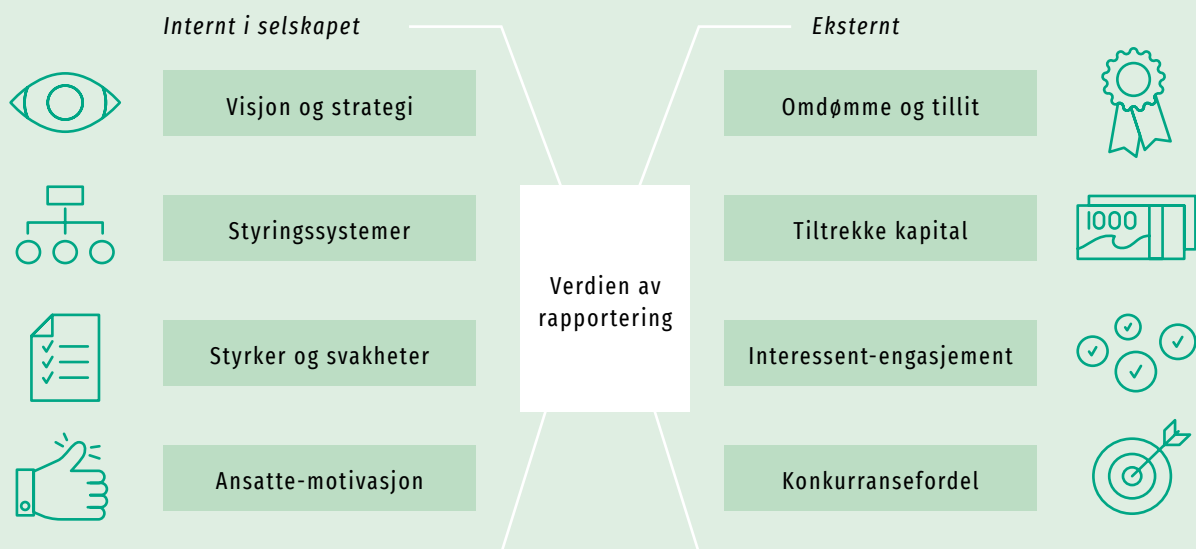 Internt i selskapet
Eksternt
Visjon og strategi
Omdømme og tillit
Styringssystemer
Tiltrekke kapital
1000
Verdien av
rapportering
Styrker og svakheter
Interessent-engasjement
Ansatte-motivasjon
Konkurransefordel